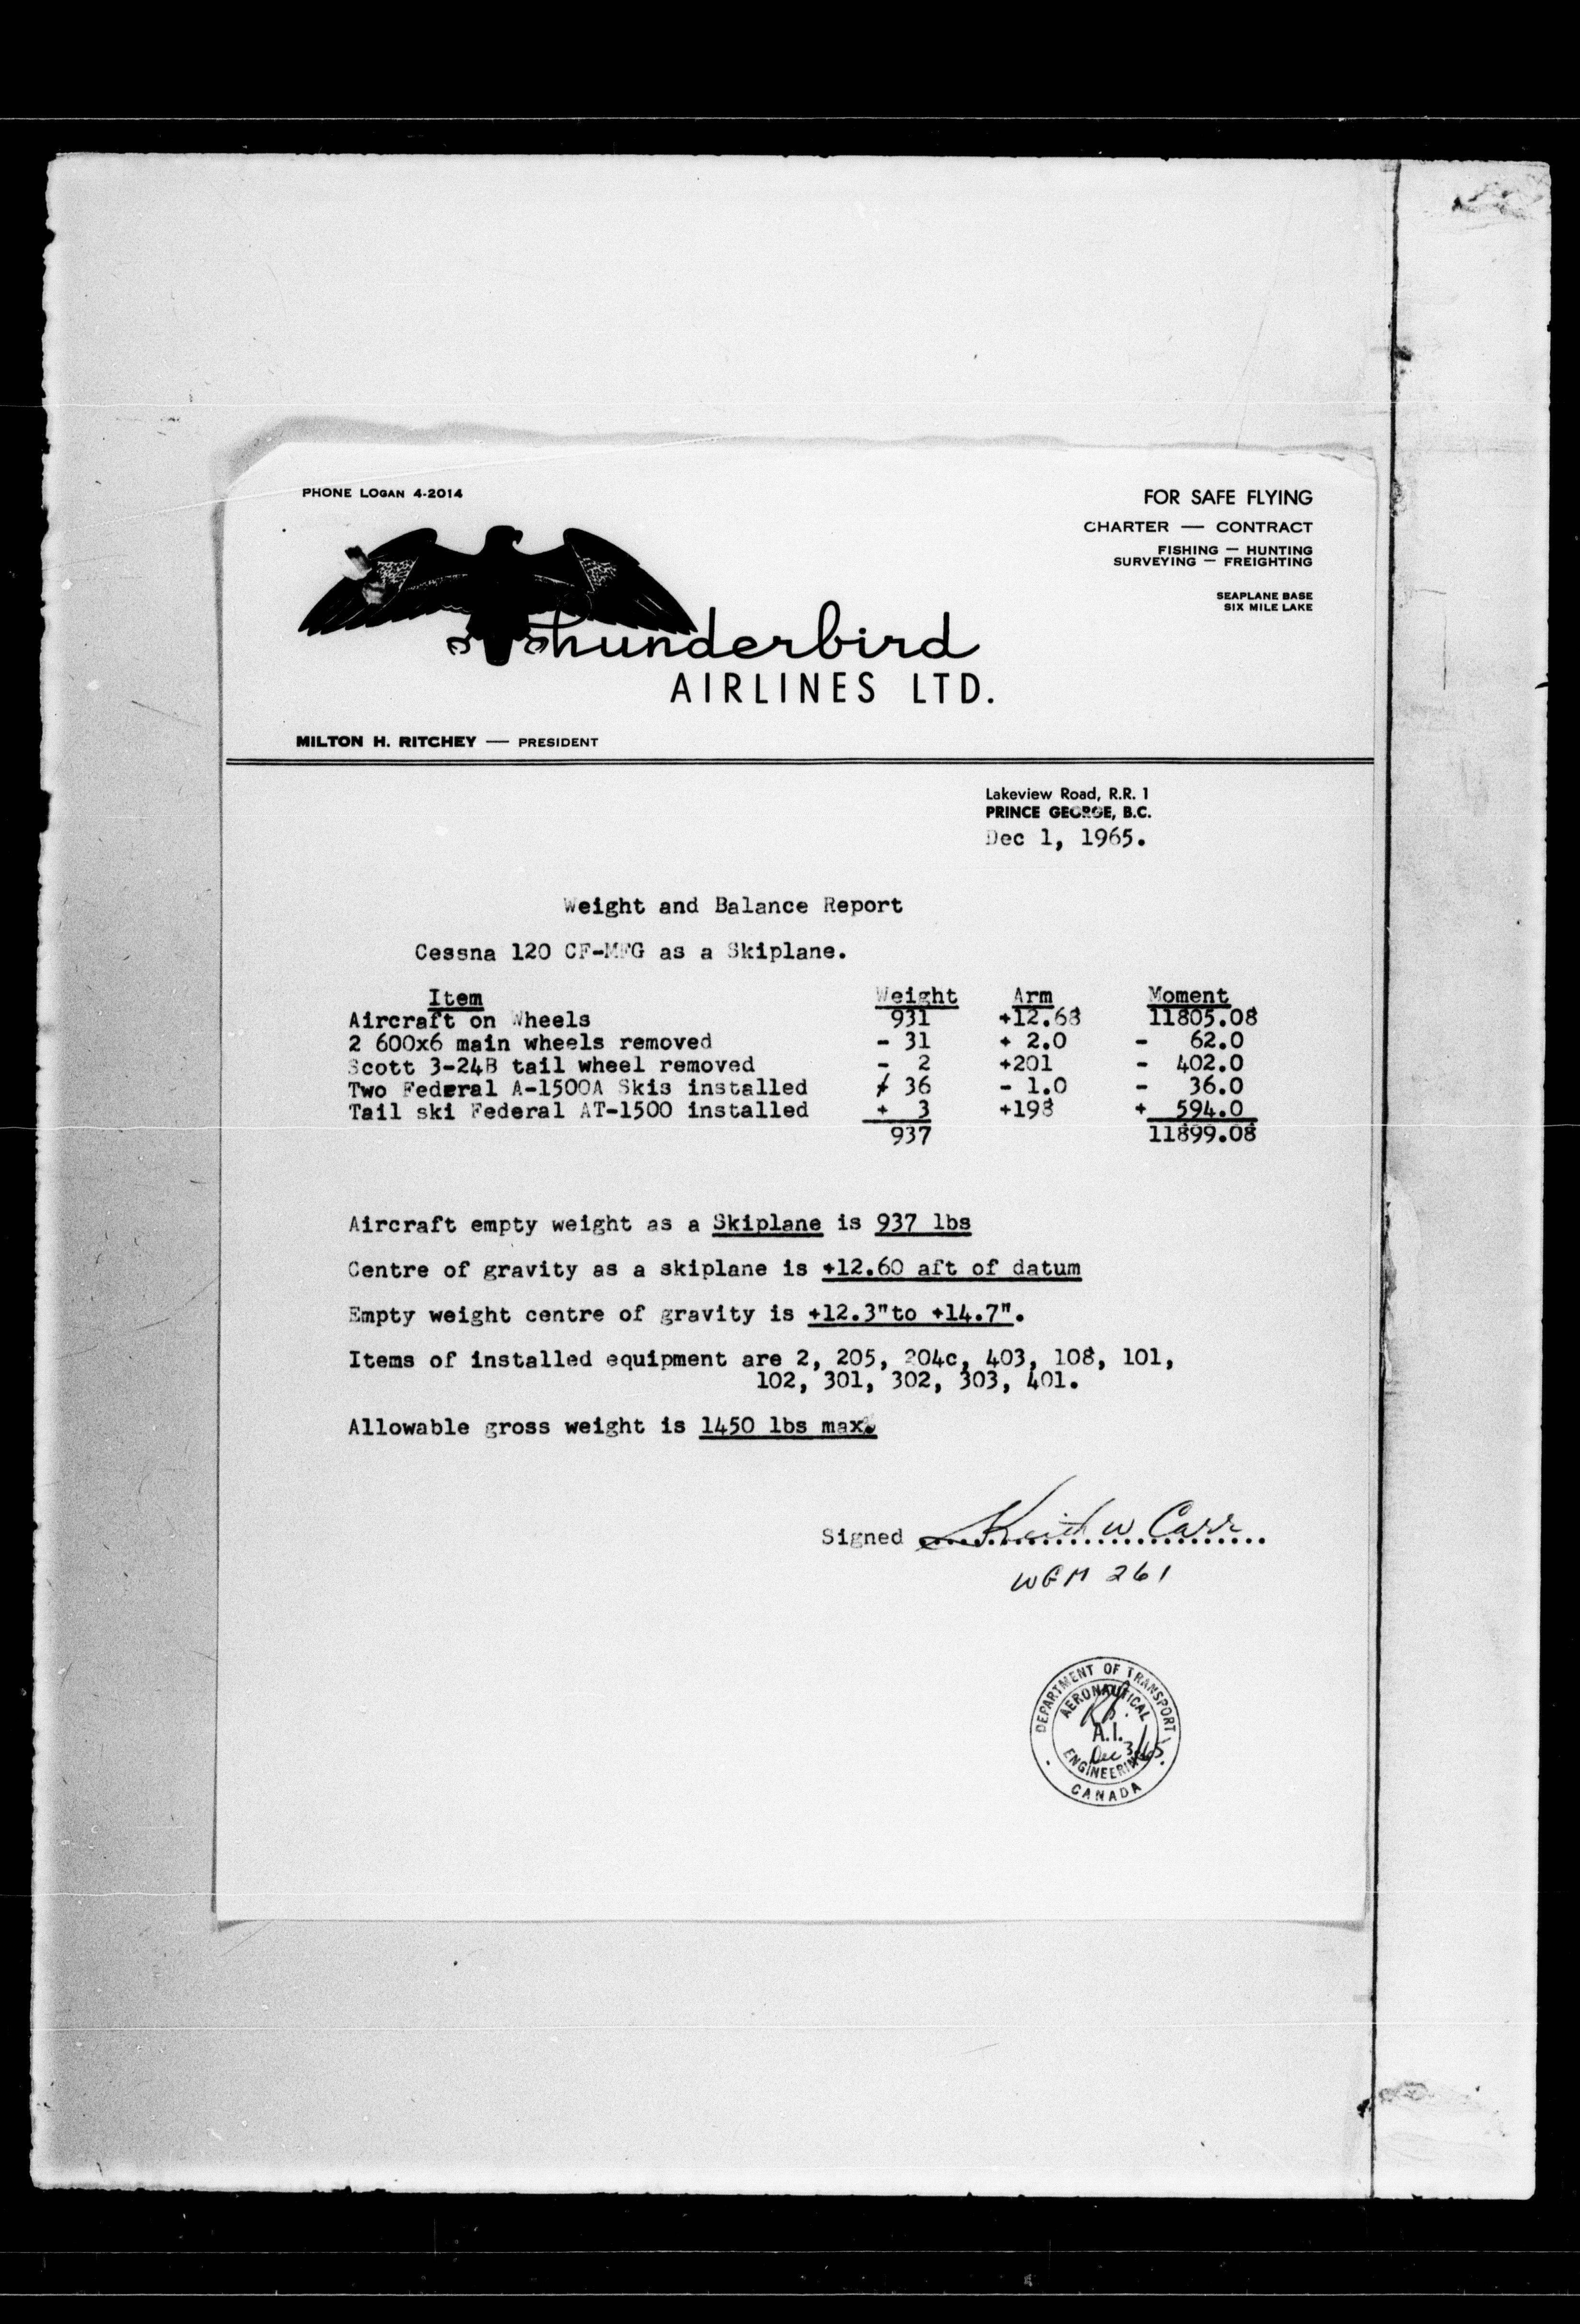 PHONE LOGAN 4-2014
FOR SAFE FLYING
CHARTER — CONTRACT
FISHING — HUNTING
SURVEYING — FREIGHTING
SEAPLANE BASE
SIX MILE LAKE
Thunderbird
AIRLINES LTD.
MILTON H. RITCHEY — PRESIDENT
Lakeview Road, R.R. 1
PRINCE GEORGE, B.C.
Dec 1, 1965.
Weight and Balance Report
Cessna 120 CF-MFG as a Skiplane.
Item Weight Arm Moment
Aircraft on Wheels 931 +12.68 11805.08
2 600x6 main wheels removed - 31 + 2.0 - 62.0
Scott 3-24B tail wheel removed - 2 +201 - 402.0
Two Federal A-1500A Skis installed + 36 - 1.0 - 36.0
Tail ski Federal AT-1500 installed + 3 +198 + 594.0
937 11899.08
Aircraft empty weight as a Skiplane is 937 lbs
Centre of gravity as a skiplane is +12.60 aft of datum
Empty weight centre of gravity is +12.3"to +14.7".
Items of installed equipment are 2, 205, 204c, 403, 108, 101,
102, 301, 302, 303, 401.
Allowable gross weight is 1450 lbs max.
Signed Keith W Carr
WGM 261
DEPARTMENT OF TRANSPORT
AERONAUTICAL
A.I.
Dec 3/65
ENGINEERING
CANADA